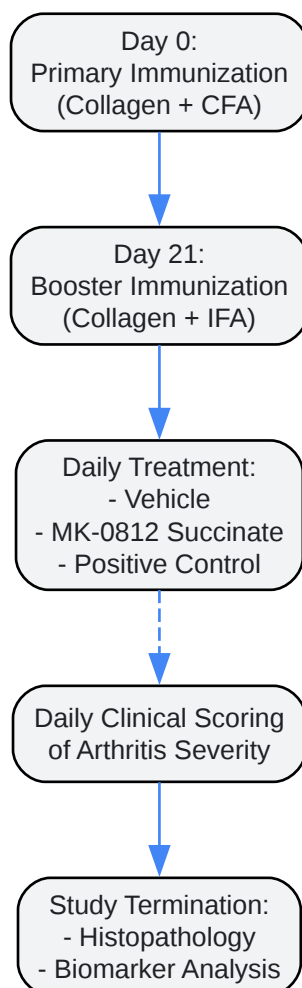 Day 0:
Primary Immunization
(Collagen + CFA)
Day 21:
Booster Immunization
(Collagen + IFA)
Daily Treatment:
- Vehicle
- MK-0812 Succinate
- Positive Control
Daily Clinical Scoring
of Arthritis Severity
Study Termination:
- Histopathology
- Biomarker Analysis